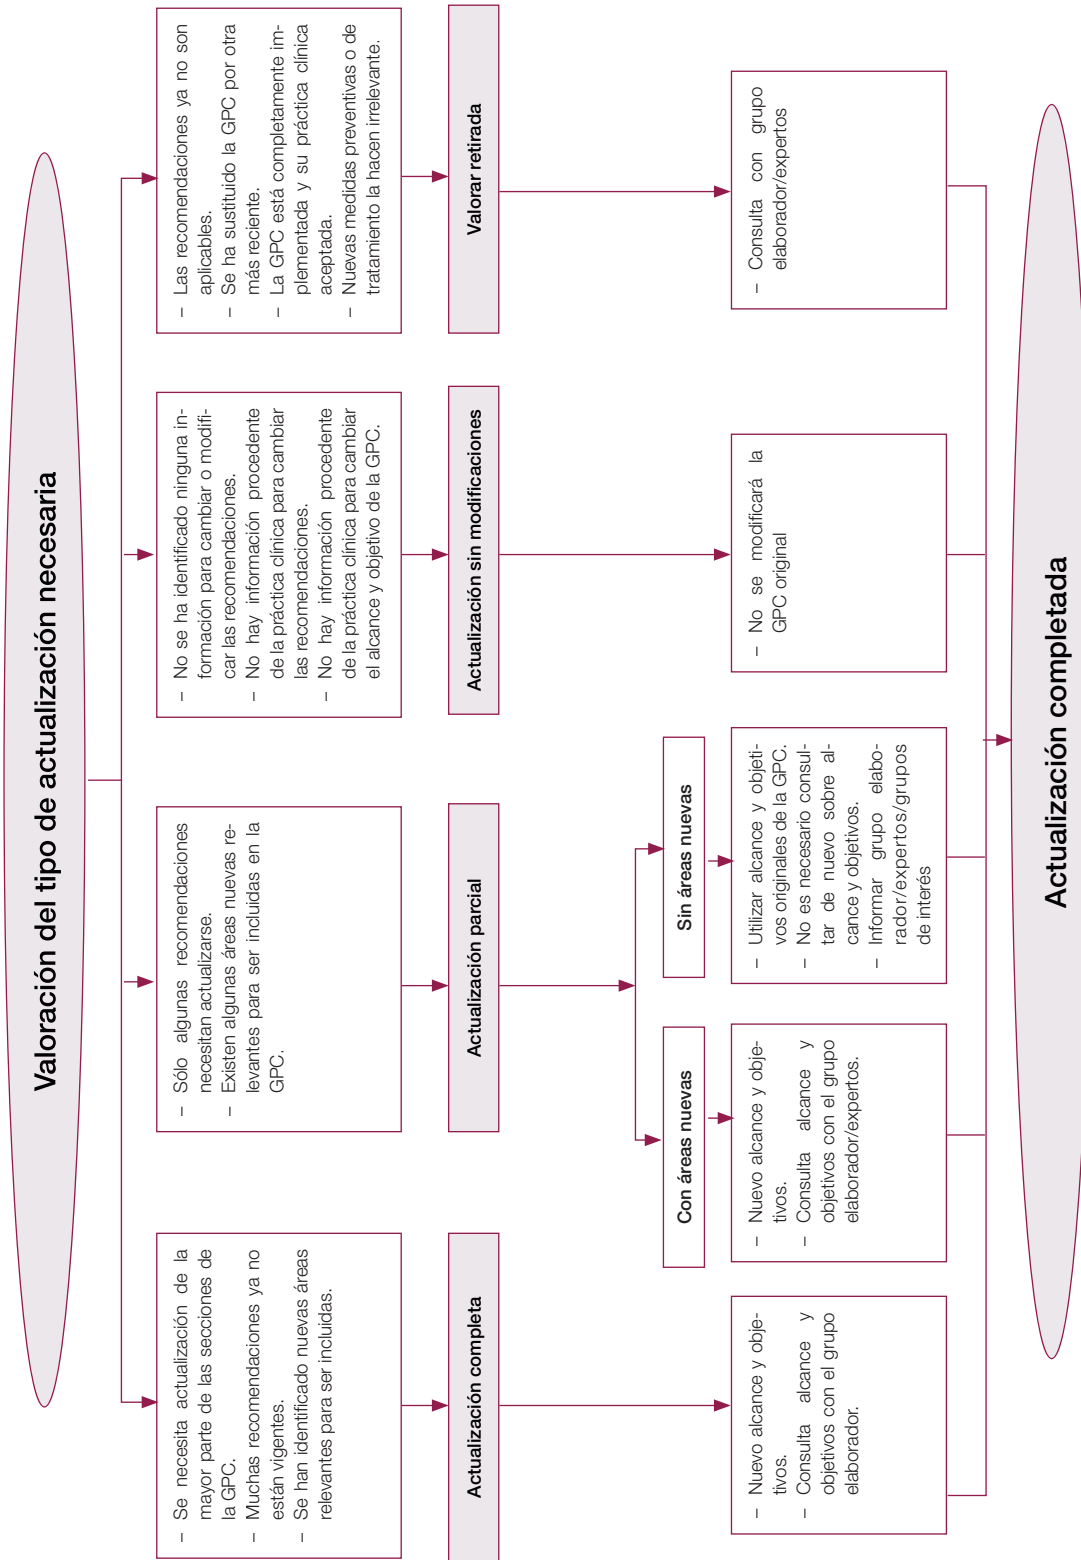 Valoración del tipo de actualización necesaria
– Se necesita actualización de la
mayor parte de las secciones de
la GPC.
– Muchas recomendaciones ya no
están vigentes.
– Se han identificado nuevas áreas
relevantes para ser incluidas.
– Sólo algunas recomendaciones
necesitan actualizarse.
– Existen algunas áreas nuevas re-
levantes para ser incluidas en la
GPC.
– No se ha identificado ninguna in-
formación para cambiar o modifi-
car las recomendaciones.
– No hay información procedente
de la práctica clínica para cambiar
las recomendaciones.
– No hay información procedente
de la práctica clínica para cambiar
el alcance y objetivo de la GPC.
– Las recomendaciones ya no son
aplicables.
– Se ha sustituido la GPC por otra
más reciente.
– La GPC está completamente im-
plementada y su práctica clínica
aceptada.
– Nuevas medidas preventivas o de
tratamiento la hacen irrelevante.
Actualización completa
Actualización parcial
Actualización sin modificaciones
Valorar retirada
Con áreas nuevas
Sin áreas nuevas
– Nuevo alcance y obje-
tivos.
– Consulta alcance y
objetivos con el grupo
elaborador.
– Nuevo alcance y obje-
tivos.
– Consulta alcance y
objetivos con el grupo
elaborador/expertos.
– Utilizar alcance y objeti-
vos originales de la GPC.
– No es necesario consul-
tar de nuevo sobre al-
cance y objetivos.
– Informar grupo elabo-
rador/expertos/grupos
de interés
– No se modificará la
GPC original
– Consulta con grupo
elaborador/expertos
Actualización completada